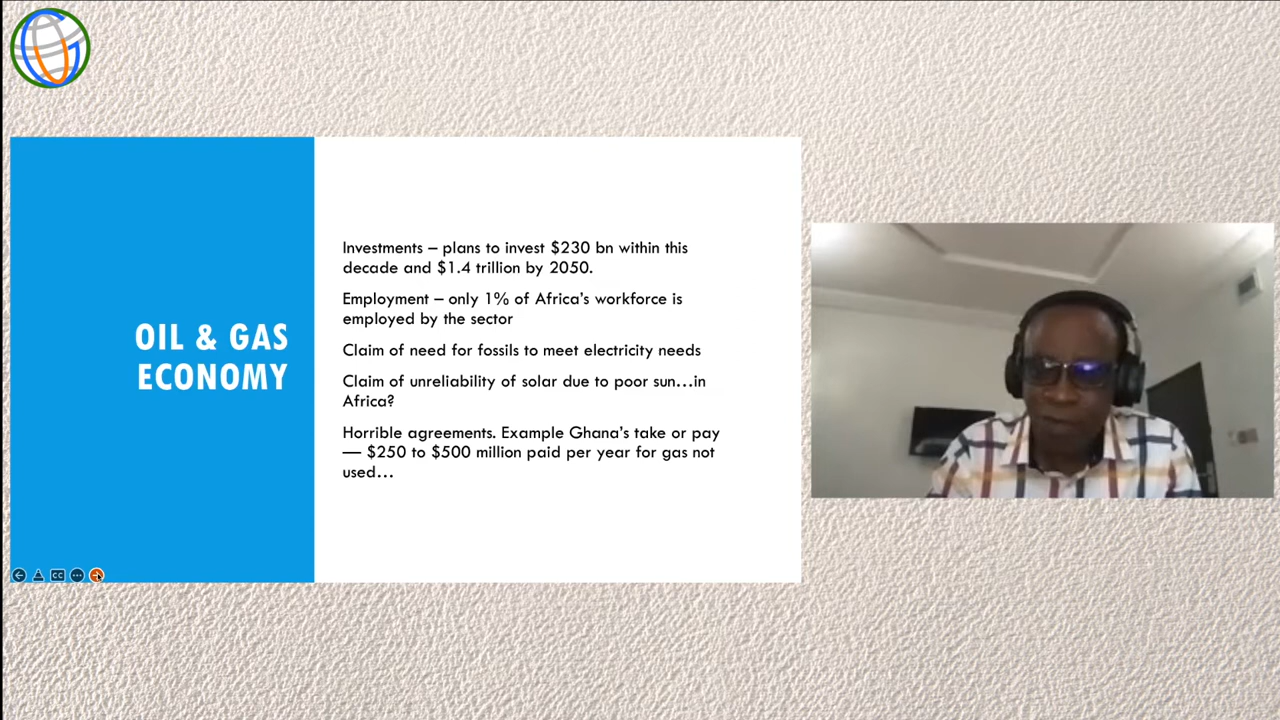 OIL & GAS
ECONOMY
Investments – plans to invest $230 bn within this
decade and $1.4 trillion by 2050.
Employment – only 1% of Africa's workforce is
employed by the sector
Claim of need for fossils to meet electricity needs
Claim of unreliability of solar due to poor sun...in
Africa?
Horrible agreements. Example Ghana's take or pay
— $250 to $500 million paid per year for gas not
used...
CC